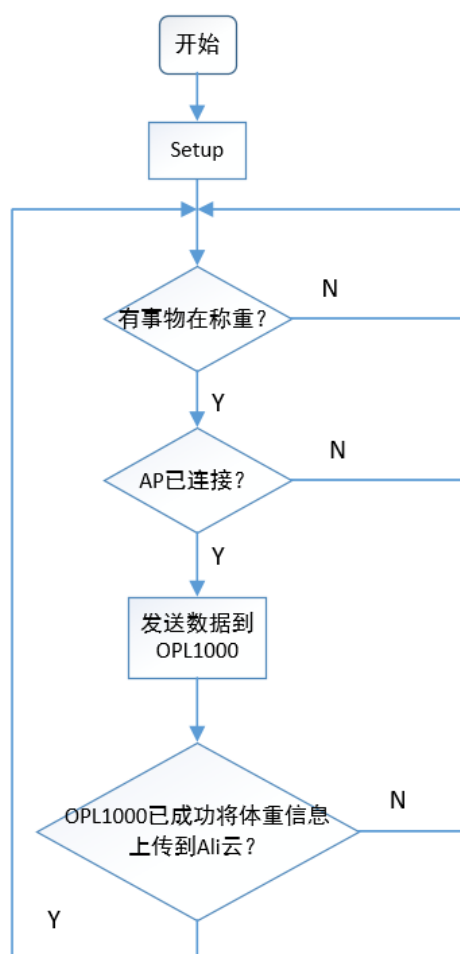 开始
Setup
有事物在称重？
N
Y
AP已连接？
N
Y
发送数据到
OPL1000
OPL1000已成功将体重信息
上传到Ali云？
N
Y